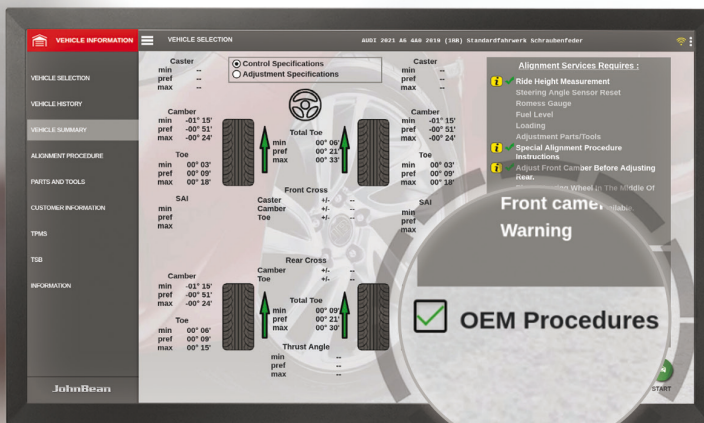 VEHICLE INFORMATION
VEHICLE SELECTION
AUDI 2021 A6 4A0 2019 (1BB) Standardfahrwerk Schraubenfeder
VEHICLE SELECTION
VEHICLE HISTORY
VEHICLE SUMMARY
ALIGNMENT PROCEDURE
PARTS AND TOOLS
CUSTOMER INFORMATION
TPMS
TSB
INFORMATION
JohnBean
Control Specifications
Adjustment Specifications
Caster
min --
pref --
max --
Camber
min -01° 15'
pref -00° 51'
max -00° 24'
Toe
min 00° 03'
pref 00° 09'
max 00° 18'
SAI
min
pref
max
Total Toe
min 00° 06'
pref 00° 21'
max 00° 33'
Front Cross
Caster +/- --
Camber +/- --
Toe +/- --
Caster
min --
pref --
max --
Camber
min -01° 15'
pref -00° 51'
max -00° 24'
Toe
min 00° 03'
pref 00° 09'
max 00° 18'
SAI
min
pref
max
Camber
min -01° 15'
pref -00° 51'
max -00° 24'
Toe
min 00° 06'
pref 00° 09'
max 00° 15'
Rear Cross
Camber +/- --
Toe +/- --
Total Toe
min 00° 09'
pref 00° 21'
max 00° 30'
Thrust Angle
min --
pref --
max --
Alignment Services Requires :
Ride Height Measurement
Steering Angle Sensor Reset
Romess Gauge
Fuel Level
Loading
Adjustment Parts/Tools
Special Alignment Procedure
Instructions
Adjust Front Camber Before Adjusting
Rear.
Wheel In The Middle Of
Front
Warning
OEM Procedures
START